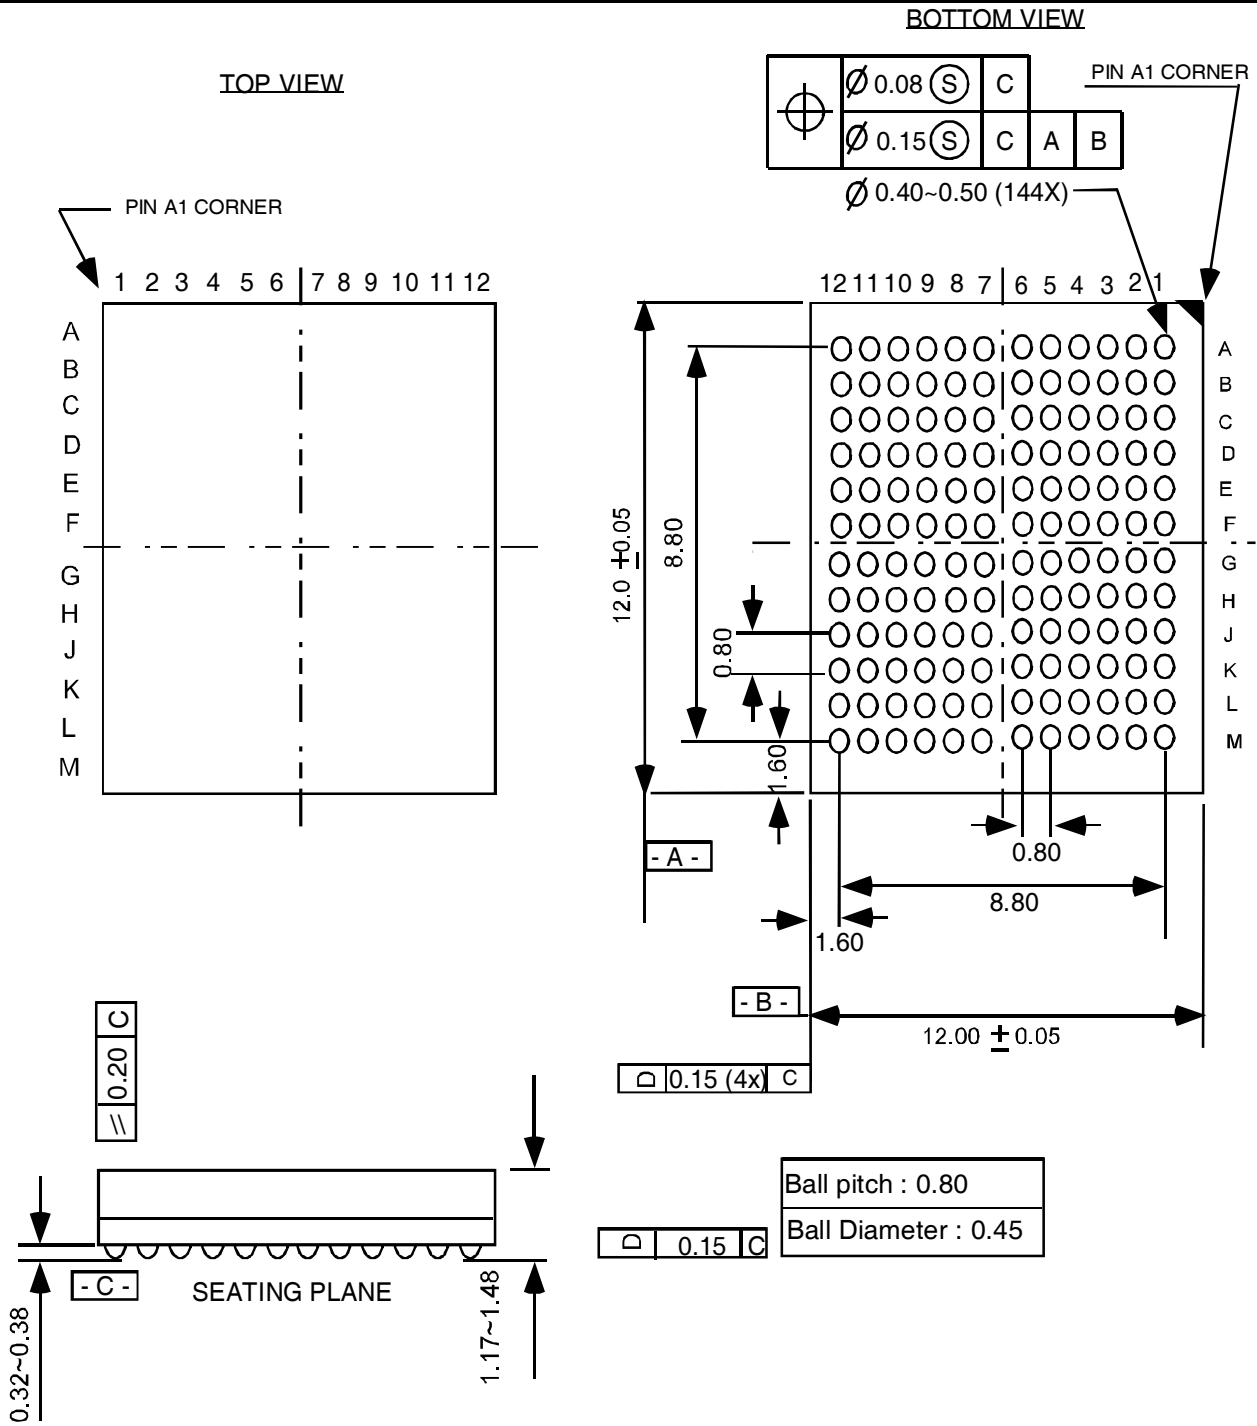 BOTTOM VIEW
TOP VIEW
PIN A1 CORNER
Ø 0.08 Ⓢ C
Ø 0.15 Ⓢ C A B
Ø 0.40~0.50 (144X)
PIN A1 CORNER
1 2 3 4 5 6 7 8 9 10 11 12
12 11 10 9 8 7 6 5 4 3 2 1
A
B
C
D
E
F
G
H
J
K
L
M
A
B
C
D
E
F
G
H
J
K
L
M
12.0 ±0.05
8.80
0.80
1.60
- A -
0.80
8.80
1.60
- B -
12.00 ± 0.05
D 0.15 (4x) C
// 0.20 C
Ball pitch : 0.80
Ball Diameter : 0.45
D 0.15 C
- C -
SEATING PLANE
0.32~0.38
1.17~1.48